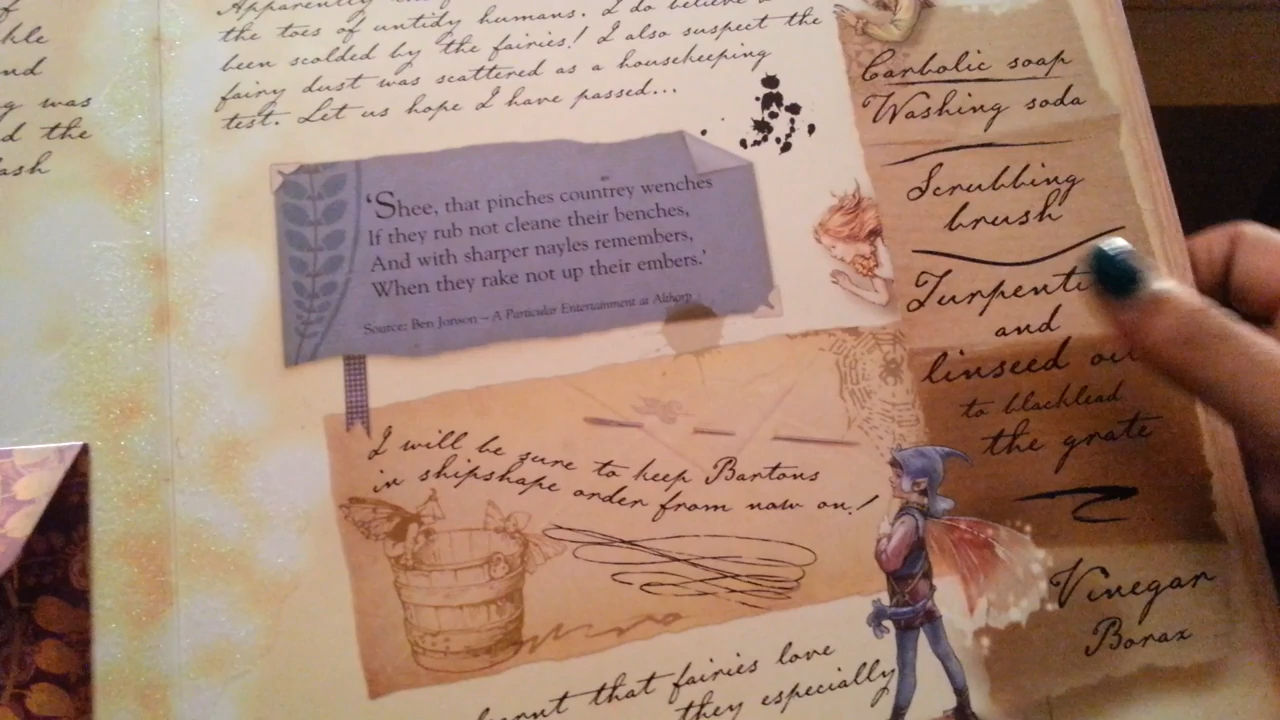 the toes of untidy humans. I do believe
been scolded by the fairies! I also suspect the
fairy dust was scattered as a housekeeping
test. Let us hope I have passed...
'Shee, that pinches countrey wenches
If they rub not cleane their benches,
And with sharper nayles remembers,
When they rake not up their embers.'
Source: Ben Jonson – A Particular Entertainment at Althorp
I will be sure to keep Bartons
in shipshape order from now on!
that fairies love
they especially
Carbolic soap
Washing soda
Scrubbing
brush
and
linseed
to blacklead
the grate
Vinegar
Borax
g was
d the